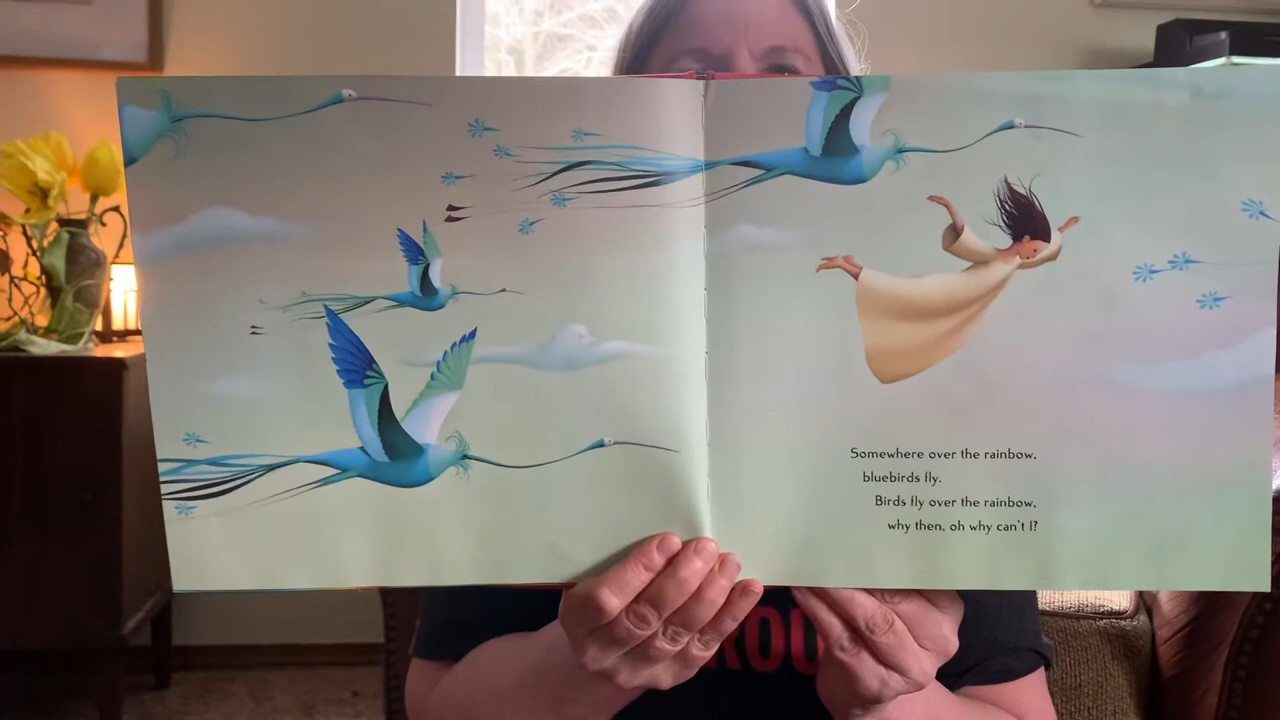 Somewhere over the rainbow,
bluebirds fly.
Birds fly over the rainbow,
why then, oh why can't I?